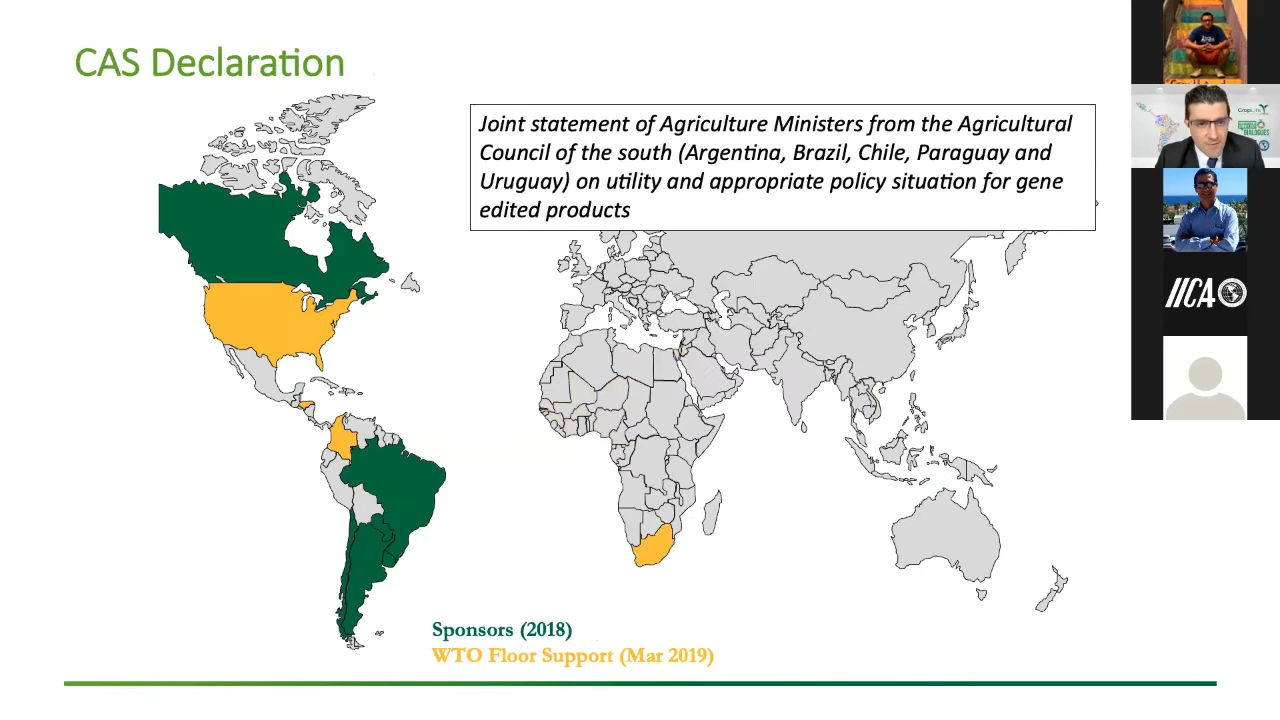 CAS Declaration
Joint statement of Agriculture Ministers from the Agricultural
Council of the south (Argentina, Brazil, Chile, Paraguay and
Uruguay) on utility and appropriate policy situation for gene
edited products
Sponsors (2018)
WTO Floor Support (Mar 2019)
CropLife
DIALOGUES
IICA